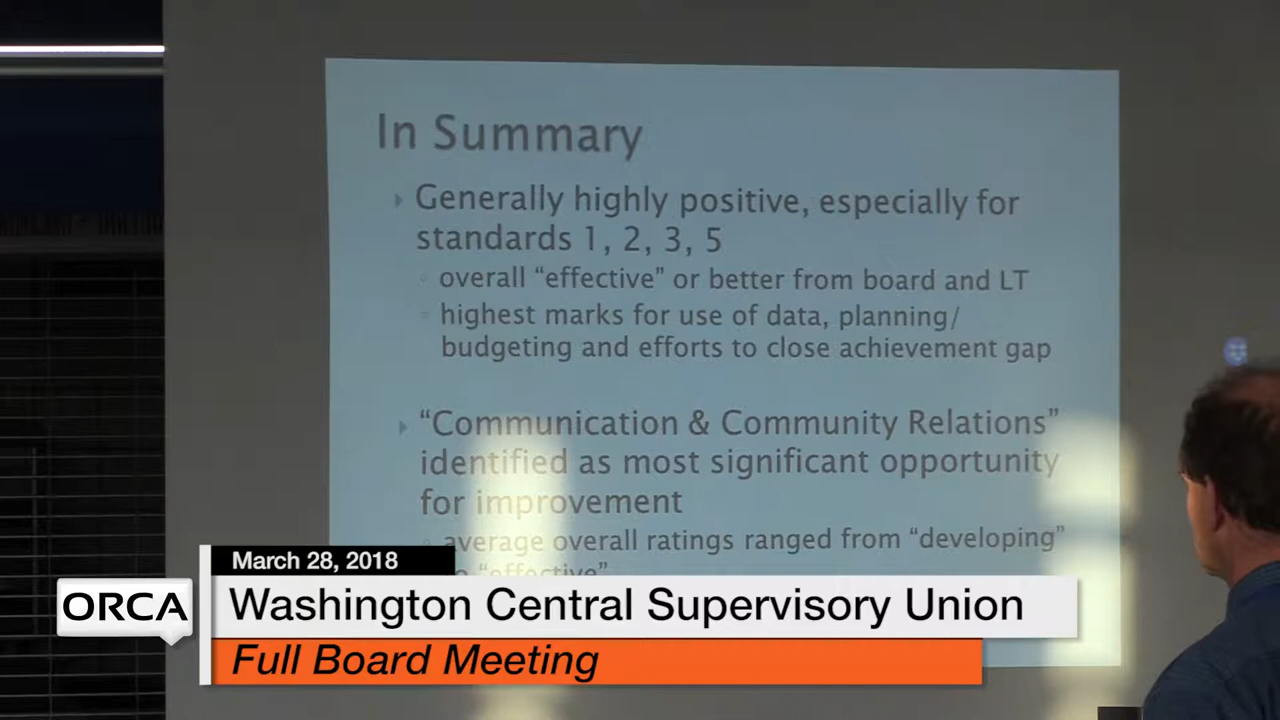 In Summary
Generally highly positive, especially for
standards 1, 2, 3, 5
overall “effective” or better from board and LT
highest marks for use of data, planning/
budgeting and efforts to close achievement gap
“Communication & Community Relations”
identified as most significant opportunity
for improvement
average overall ratings ranged from “developing”
“effective”
March 28, 2018
ORCA
Washington Central Supervisory Union
Full Board Meeting